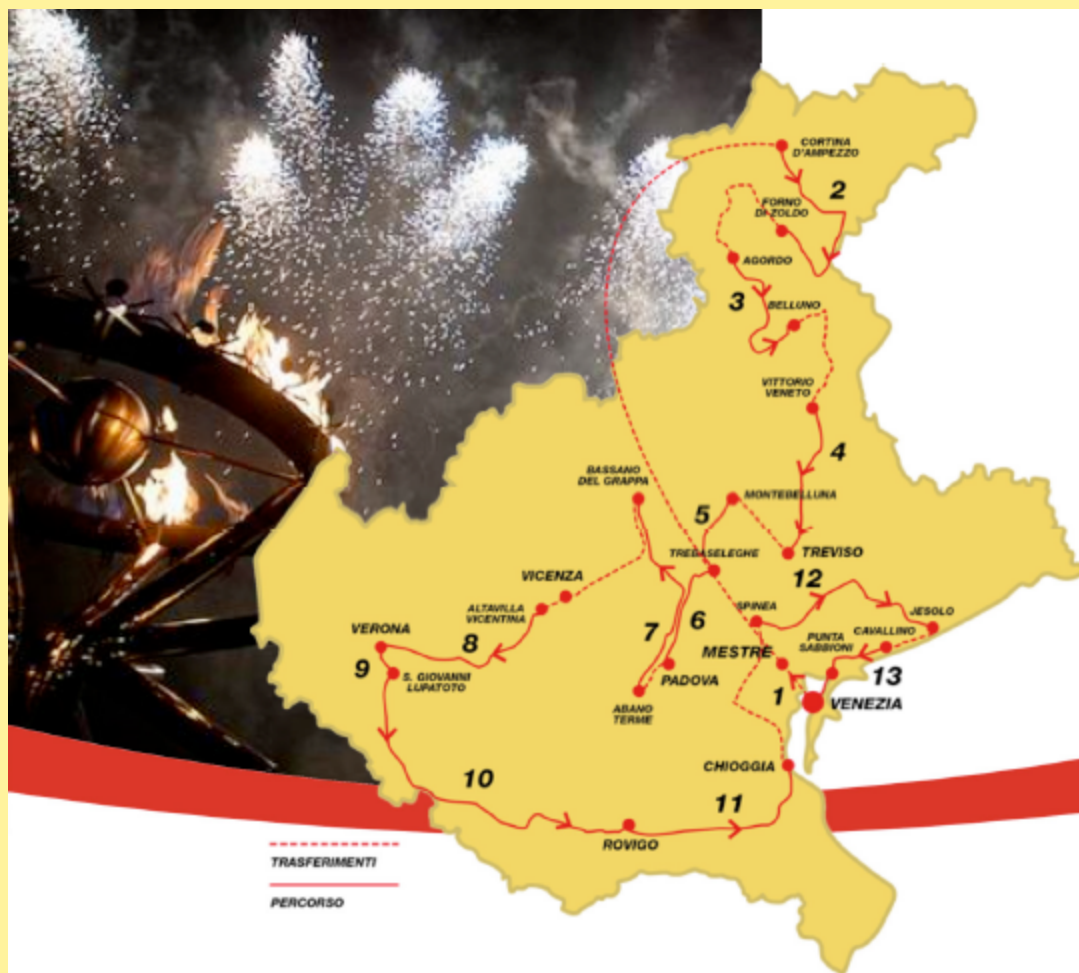 CORTINA
D'AMPEZZO
2
FORNO
DI ZOLDO
AGORDO
3
BELLUNO
VITTORIO
VENETO
4
BASSANO
DEL GRAPPA
5
MONTEBELLUNA
TREVISO
TREBASELEGHE
12
VICENZA
ALTAVILLA
VICENTINA
SPINEA
JESOLO
7
6
VERONA
8
CAVALLINO
PUNTA
SABBIONI
MESTRE
9
S. GIOVANNI
LUPATOTO
PADOVA
13
1
ABANO
TERME
VENEZIA
CHIOGGIA
10
11
ROVIGO
TRASFERIMENTI
PERCORSO